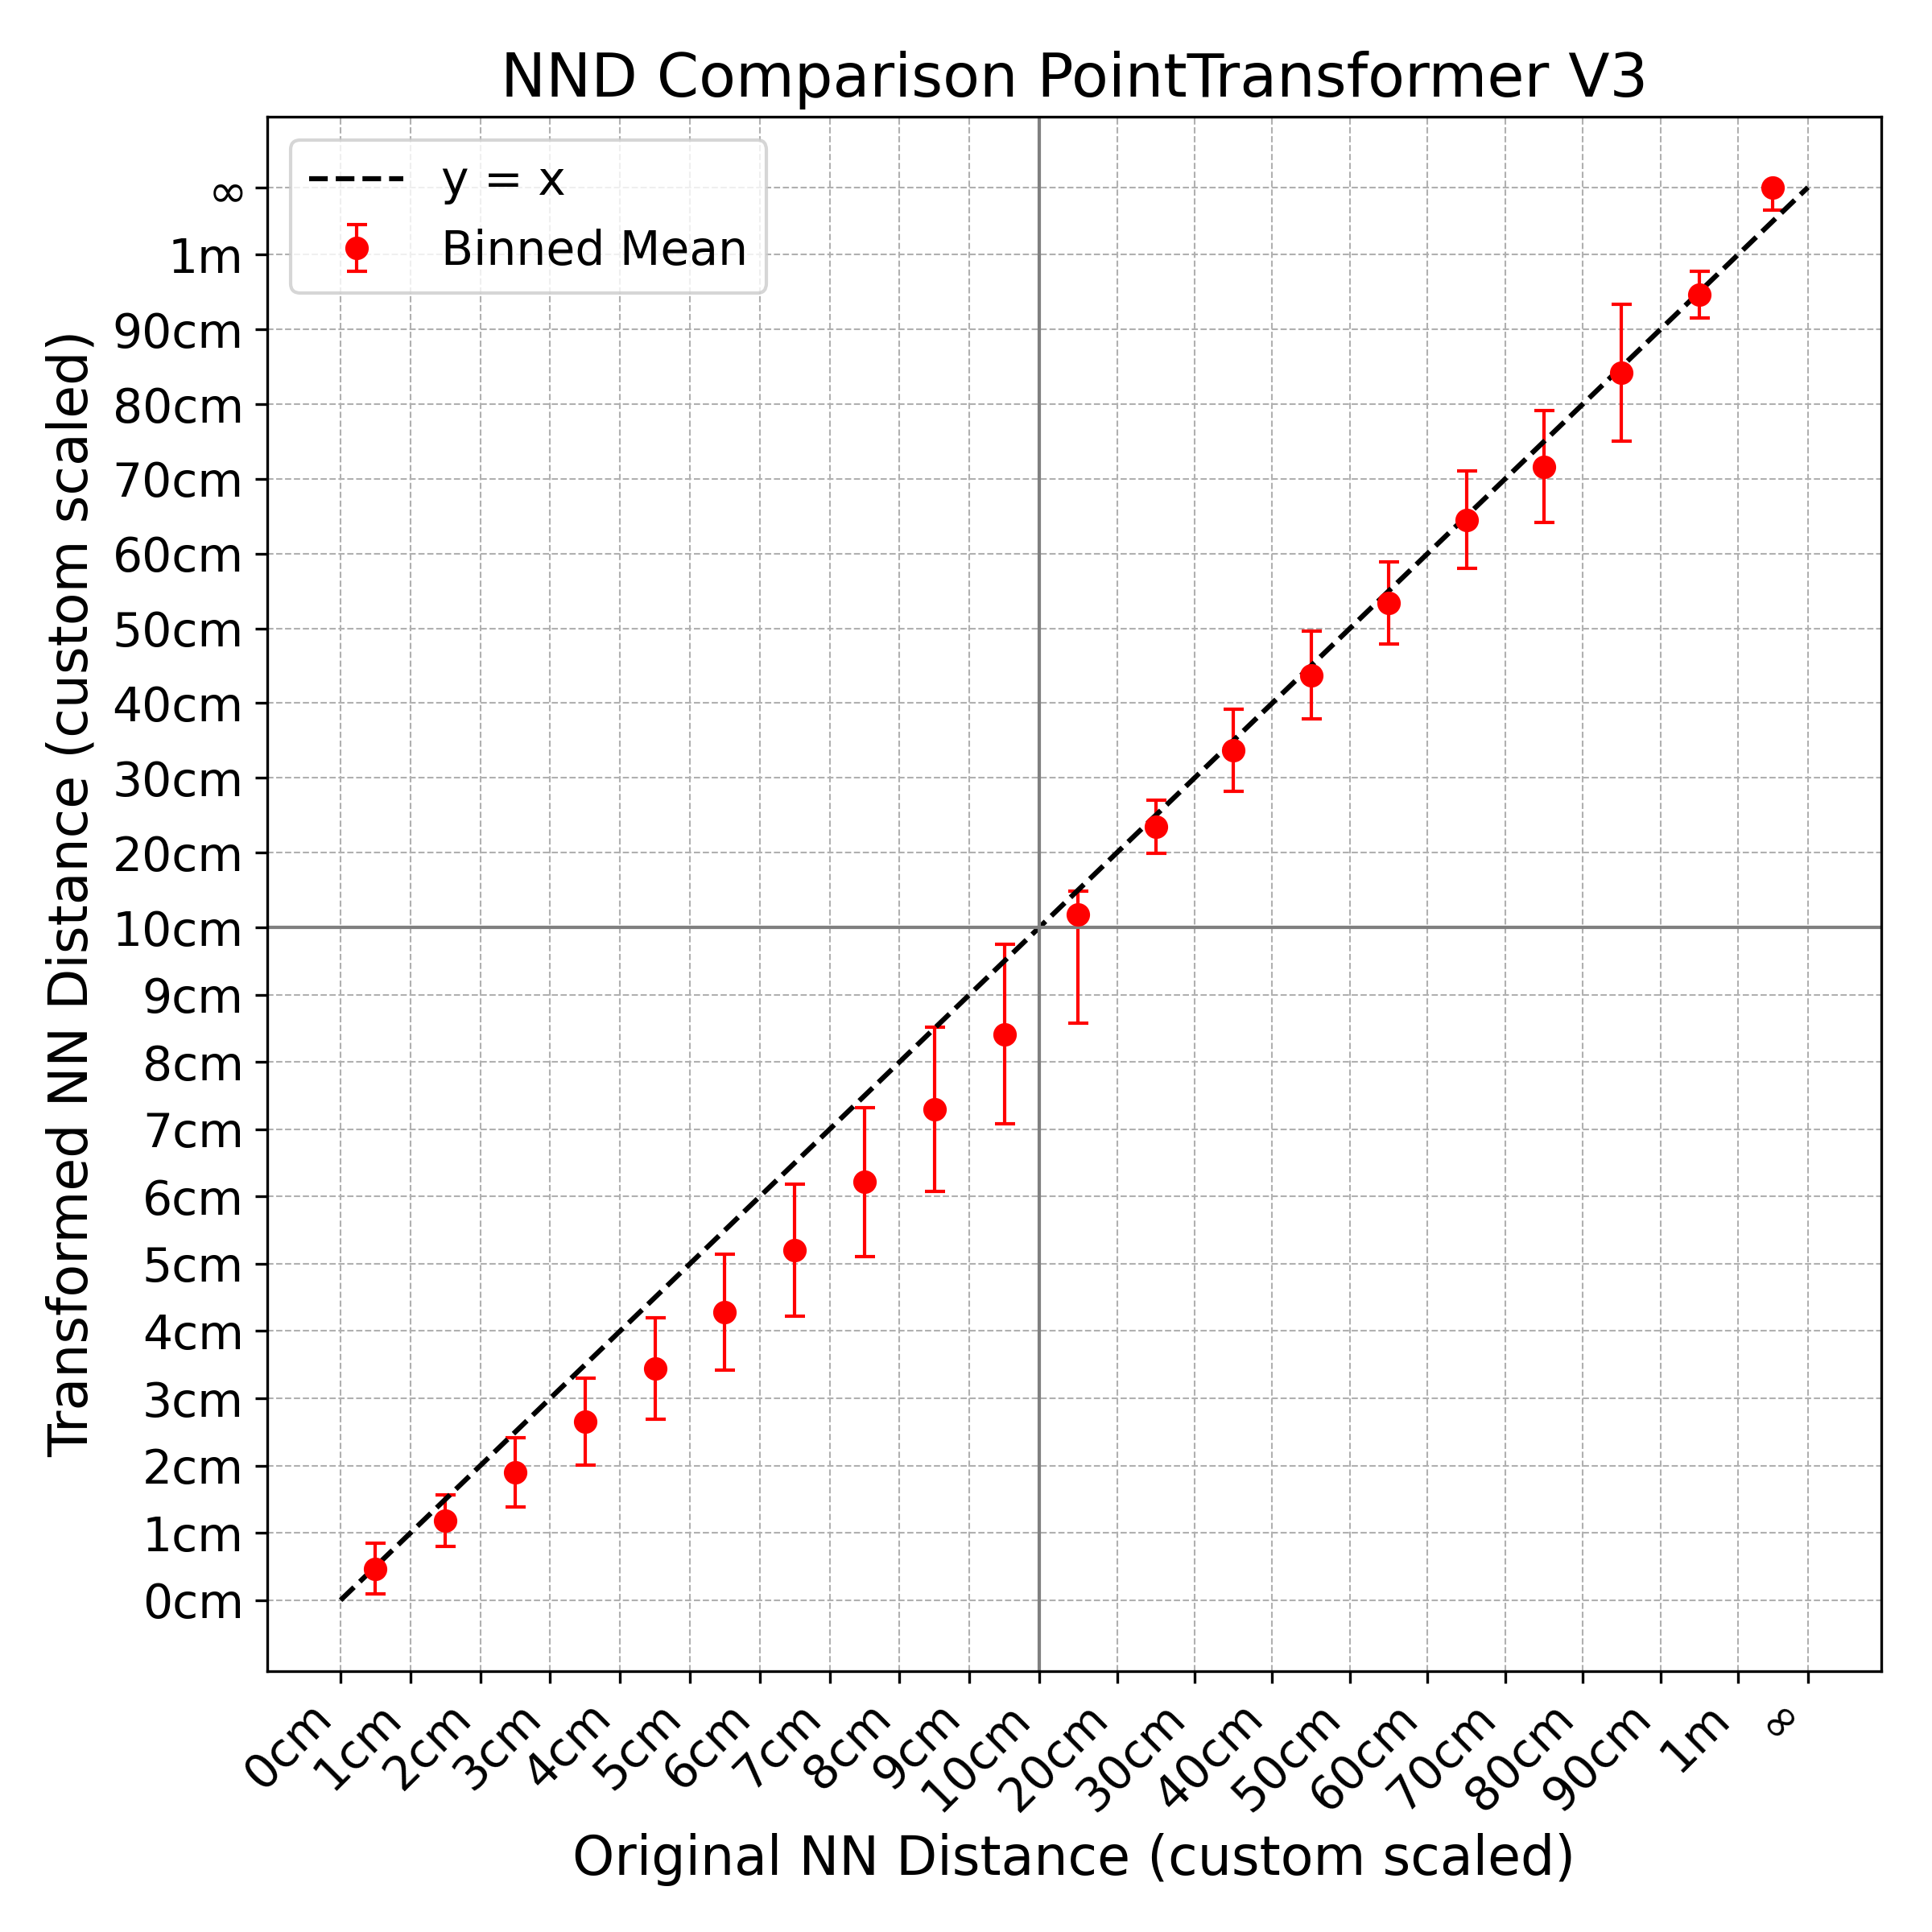 NND Comparison PointTransformer V3
y = x
Binned Mean
Transformed NN Distance (custom scaled)
∞
1m
90cm
80cm
70cm
60cm
50cm
40cm
30cm
20cm
10cm
9cm
8cm
7cm
6cm
5cm
4cm
3cm
2cm
1cm
0cm
0cm
1cm
2cm
3cm
4cm
5cm
6cm
7cm
8cm
9cm
10cm
20cm
30cm
40cm
50cm
60cm
70cm
80cm
90cm
1m
∞
Original NN Distance (custom scaled)